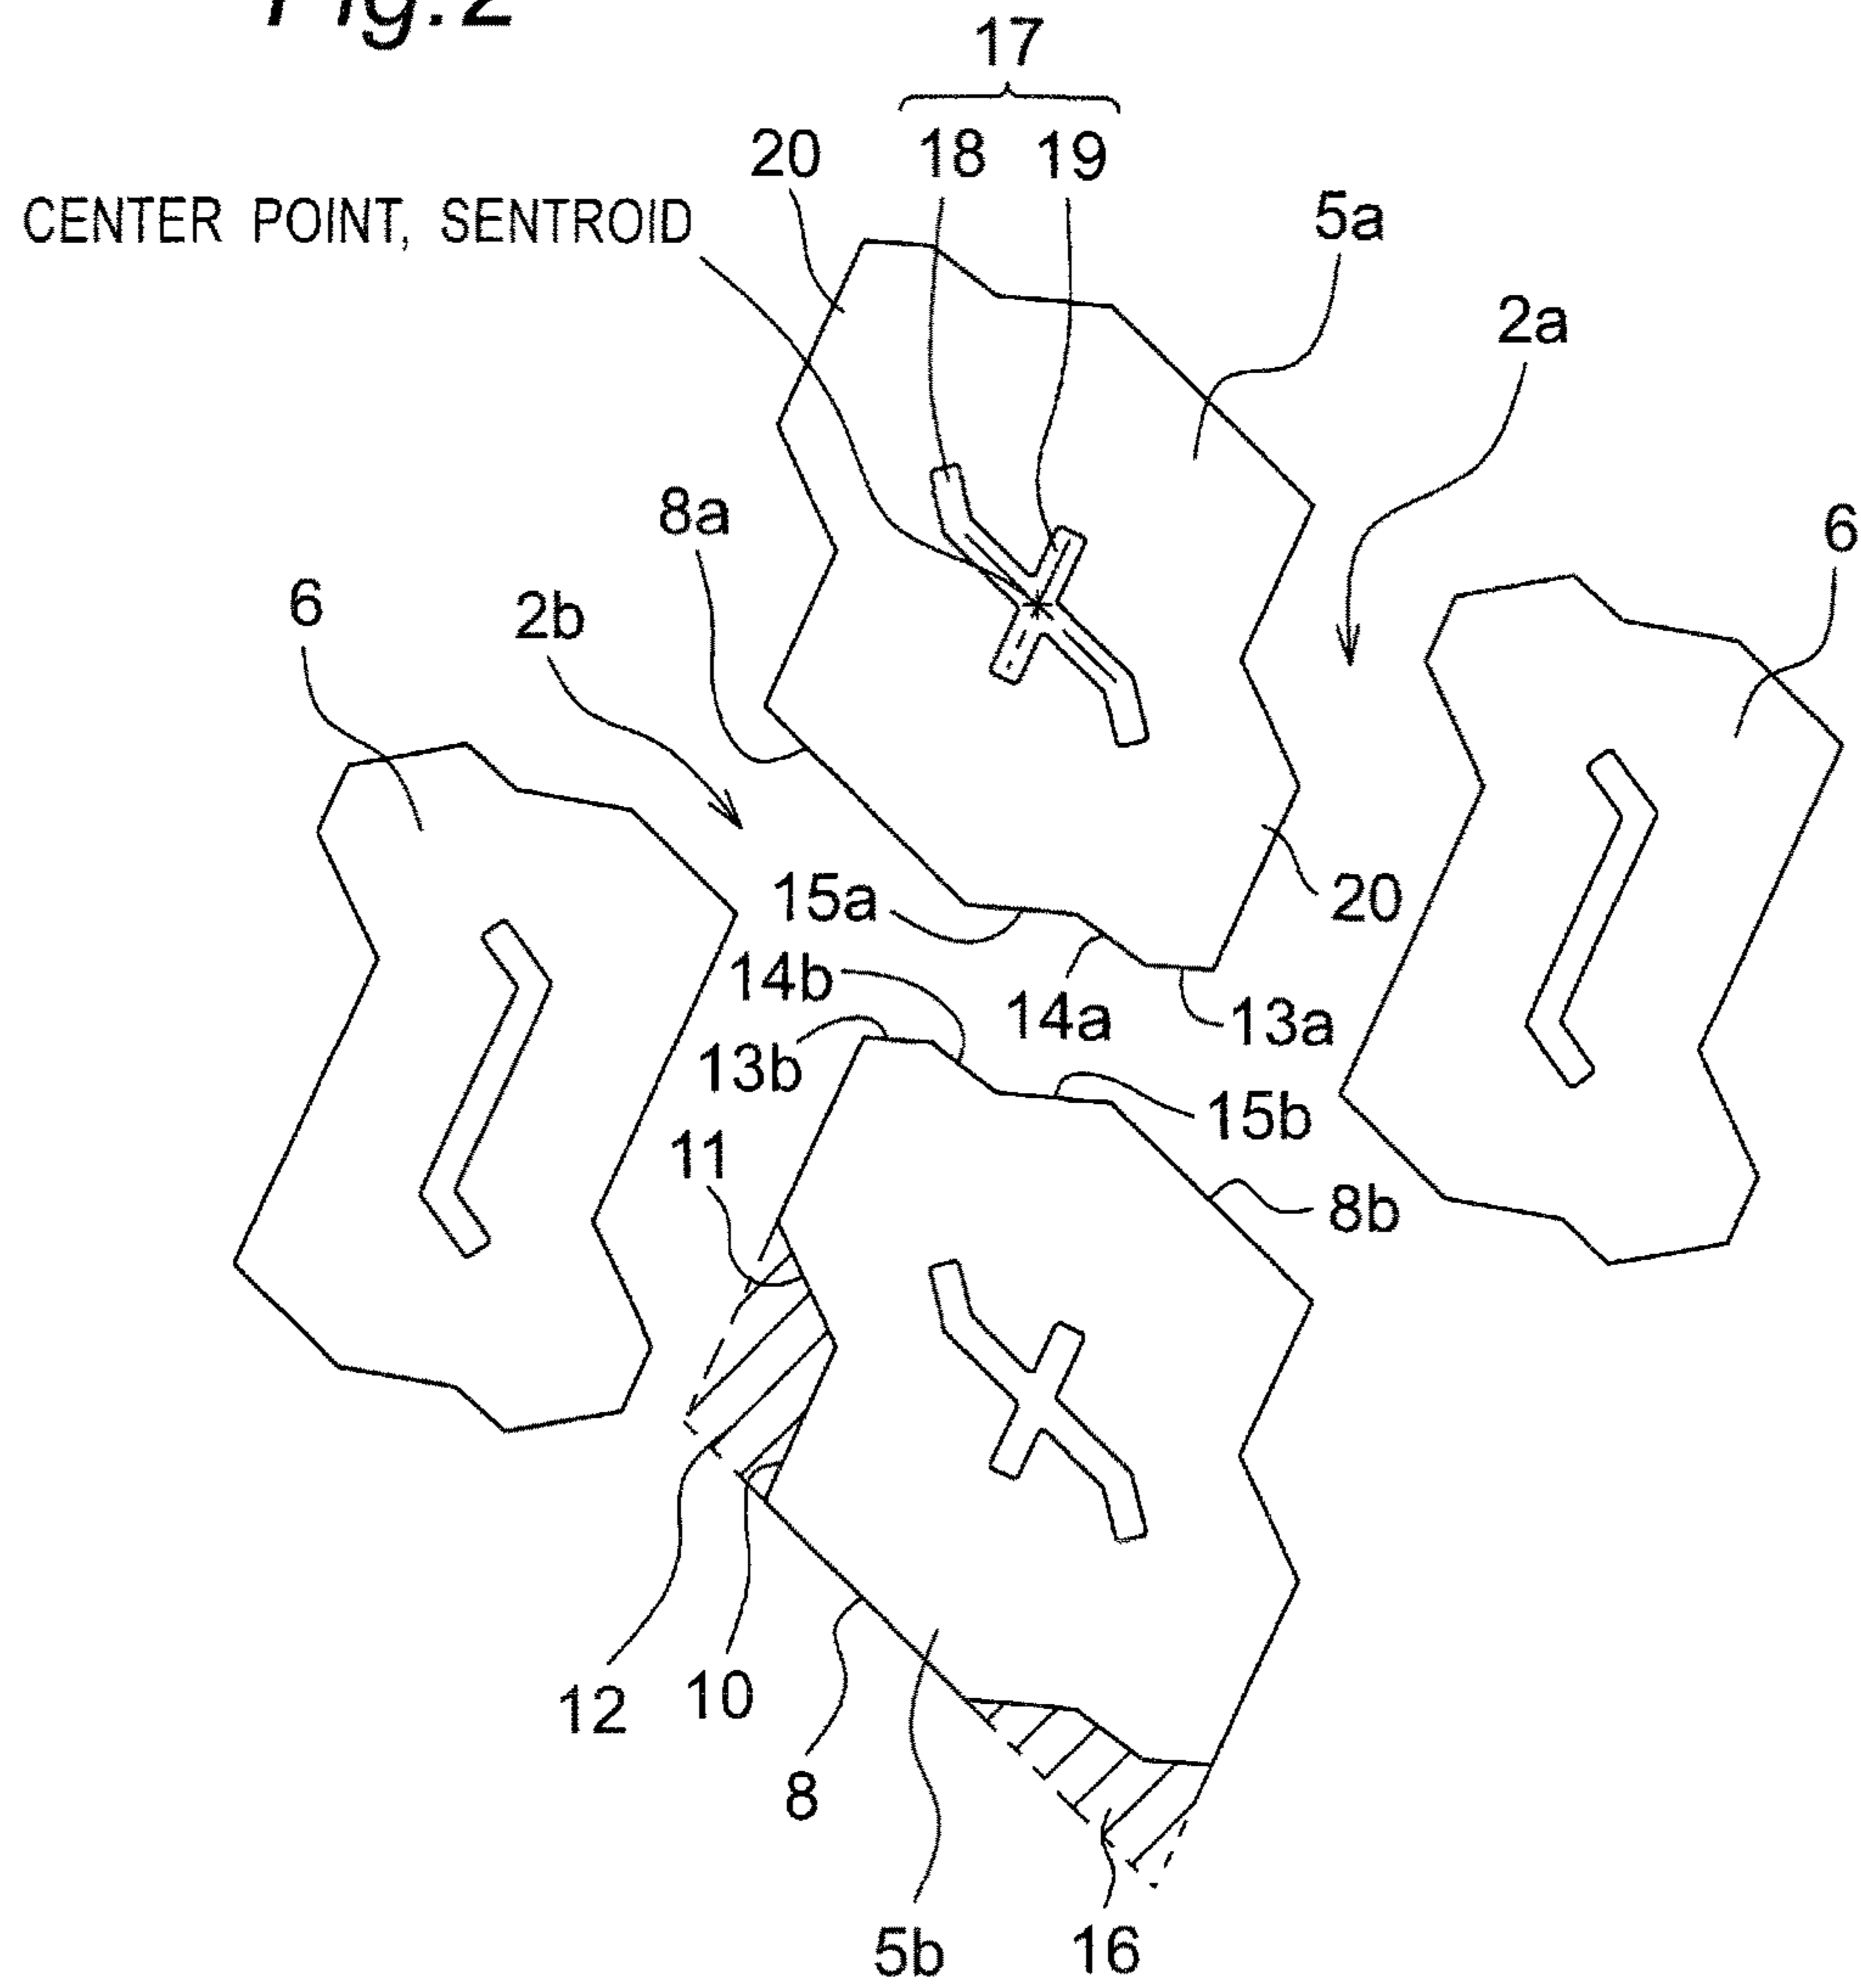 Fig.2
17
20 18 19
CENTER POINT, SENTROID
5a
2a
8a
6
6
2b
15a
20
14b
14a
13a
13b
15b
11
8b
12
10
8
5b
16